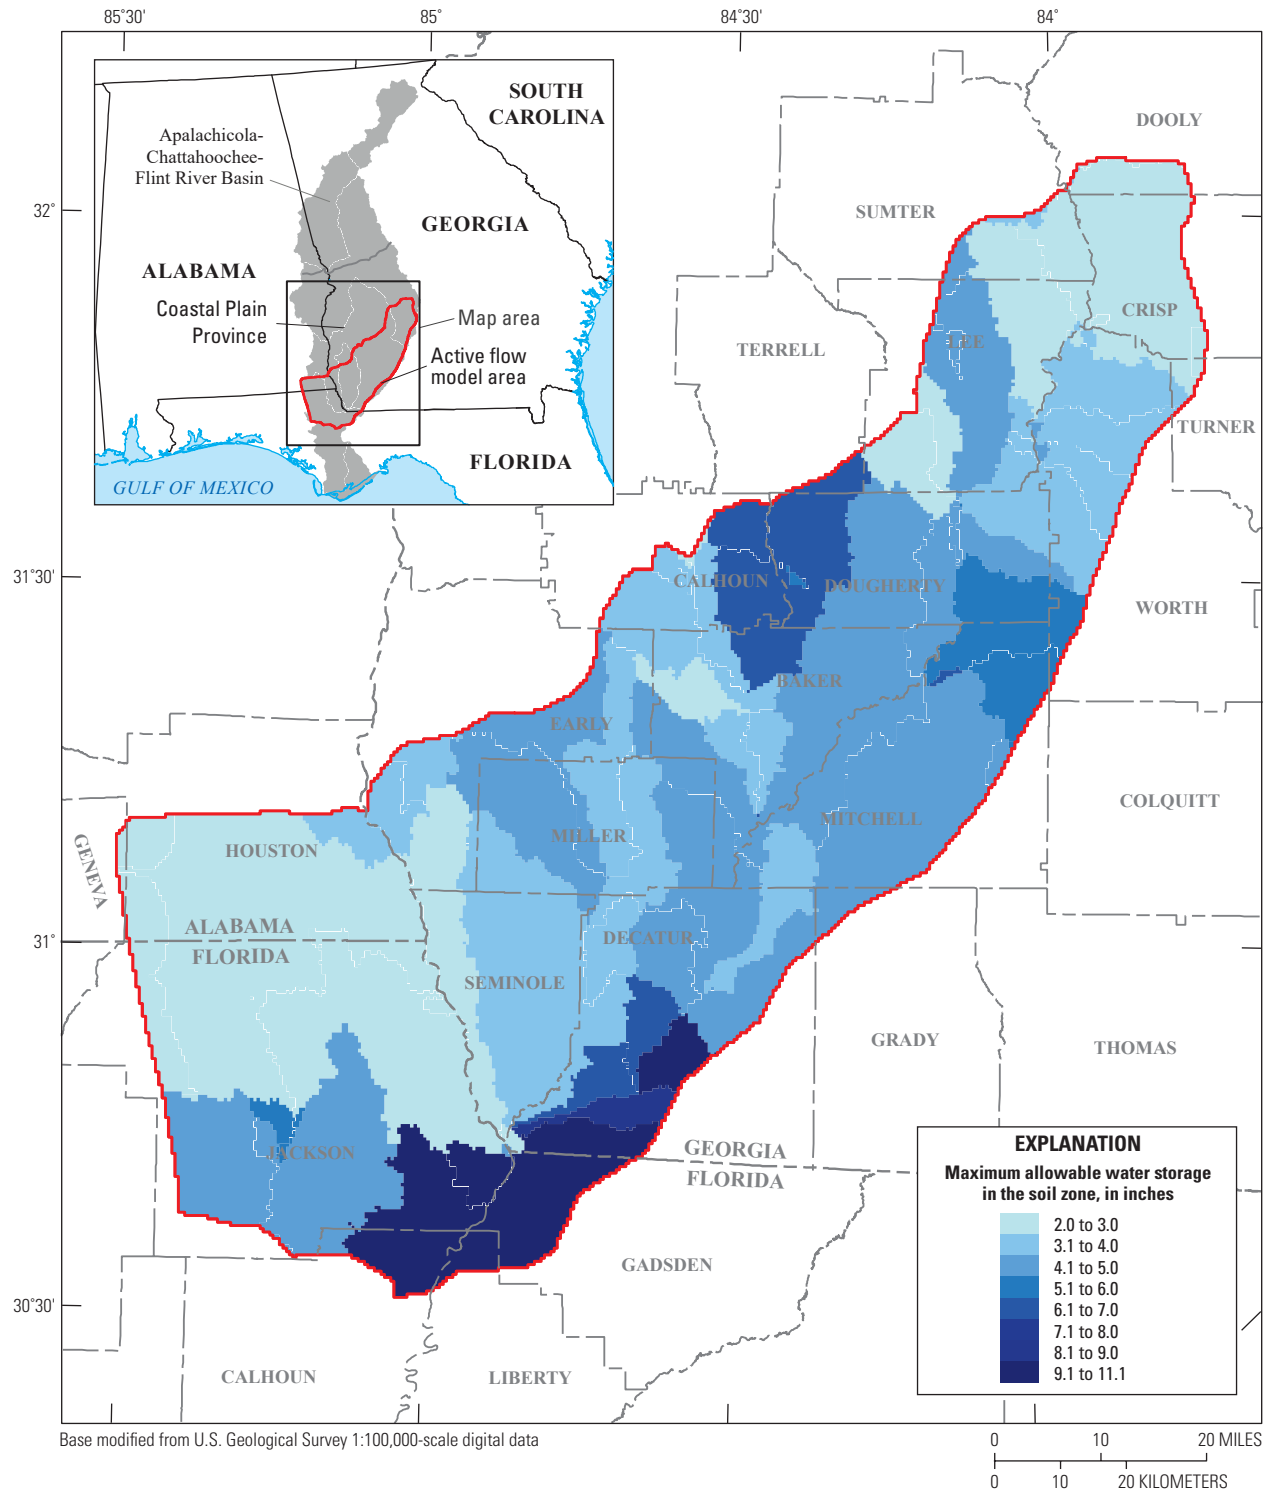 85°30'
85°
84°30'
84°
32°
31°30'
31°
30°30'
SOUTH
CAROLINA
Apalachicola-
Chattahoochee-
Flint River Basin
GEORGIA
ALABAMA
Coastal Plain
Province
Map area
Active flow
model area
FLORIDA
GULF OF MEXICO
DOOLY
SUMTER
CRISP
LEE
TERRELL
TURNER
CALHOUN
DOUGHERTY
WORTH
BAKER
EARLY
COLQUITT
MITCHELL
MILLER
HOUSTON
GENEVA
ALABAMA
FLORIDA
DECATUR
SEMINOLE
GRADY
THOMAS
JACKSON
GEORGIA
FLORIDA
GADSDEN
CALHOUN
LIBERTY
EXPLANATION
Maximum allowable water storage
in the soil zone, in inches
2.0 to 3.0
3.1 to 4.0
4.1 to 5.0
5.1 to 6.0
6.1 to 7.0
7.1 to 8.0
8.1 to 9.0
9.1 to 11.1
Base modified from U.S. Geological Survey 1:100,000-scale digital data
0 10 20 MILES
0 10 20 KILOMETERS